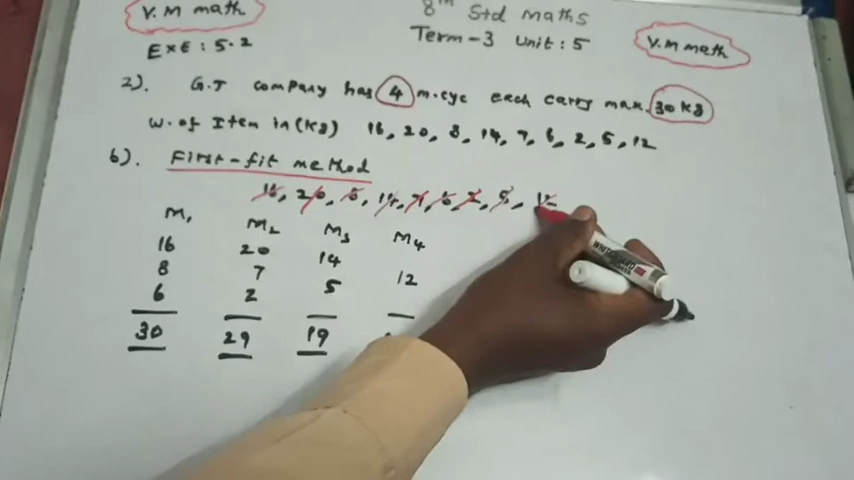 V.M math
8th Std Maths
EXE: 5.2
Term-3 Unit: 5
V.M math
2). G.T company has 4 m.cye each carry max. 30 kg
W. of Item in (kg) 16, 20, 8, 14, 7, 6, 2, 5, 12
b). First-fit method
16, 20, 8, 14, 7, 6, 2, 5, 12
M1 M2 M3 M4
16 20 14 12
8 7 5
6 2
30 29 19